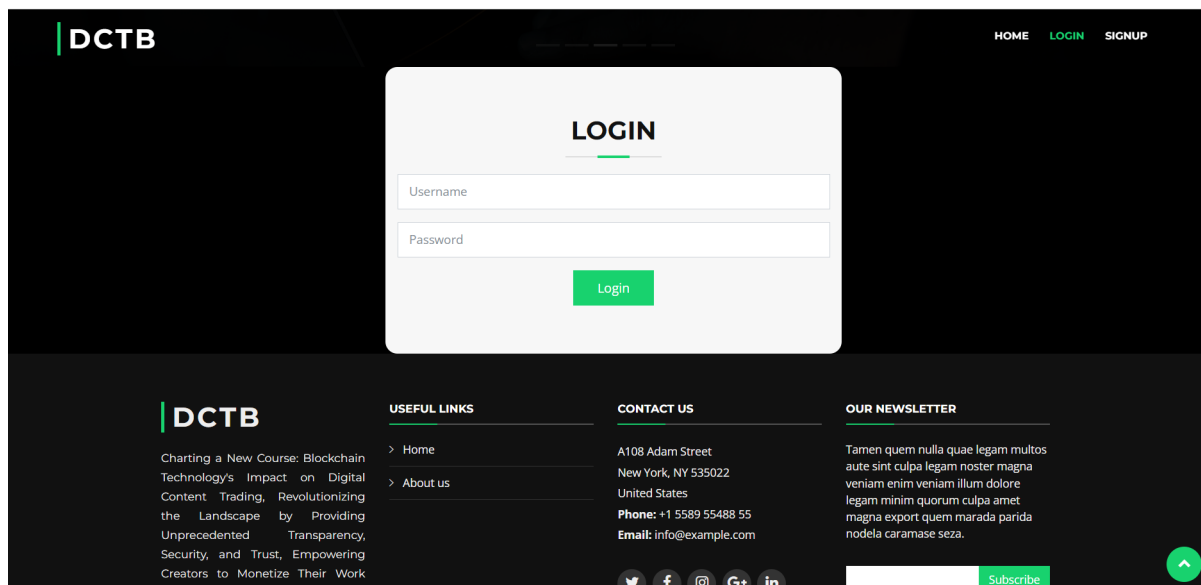 DCTB
HOME LOGIN SIGNUP
LOGIN
Username
Password
Login
DCTB
Charting a New Course: Blockchain
Technology's Impact on Digital
Content Trading, Revolutionizing
the Landscape by Providing
Unprecedented Transparency,
Security, and Trust, Empowering
Creators to Monetize Their Work
USEFUL LINKS
Home
About us
CONTACT US
A108 Adam Street
New York, NY 535022
United States
Phone: +1 5589 55488 55
Email: info@example.com
OUR NEWSLETTER
Tamen quem nulla quae legam multos
aute sint culpa legam noster magna
veniam enim veniam illum dolore
legam minim quorum culpa amet
magna export quem marada parida
nodela caramase seza.
Subscribe